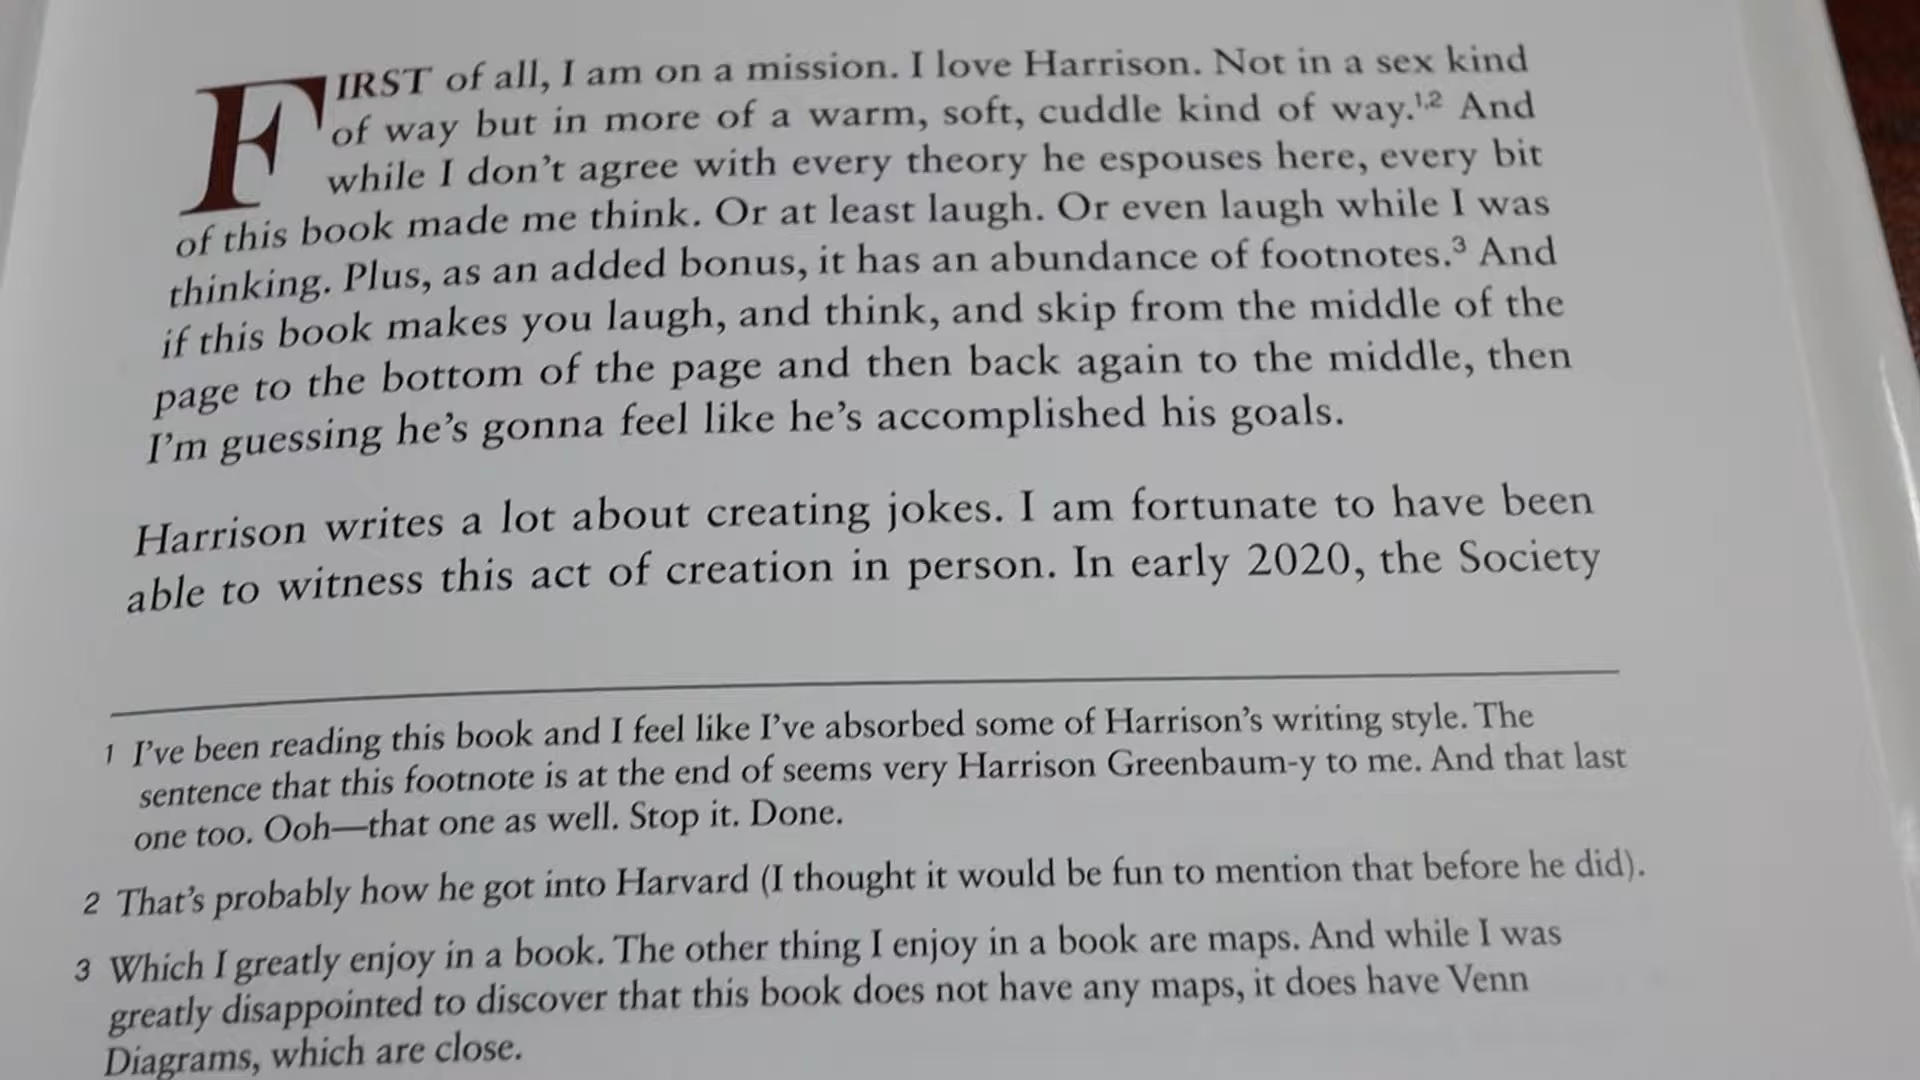 FIRST of all, I am on a mission. I love Harrison. Not in a sex kind
of way but in more of a warm, soft, cuddle kind of way.1,2 And
while I don't agree with every theory he espouses here, every bit
of this book made me think. Or at least laugh. Or even laugh while I was
thinking. Plus, as an added bonus, it has an abundance of footnotes.3 And
if this book makes you laugh, and think, and skip from the middle of the
page to the bottom of the page and then back again to the middle, then
I'm guessing he's gonna feel like he's accomplished his goals.
Harrison writes a lot about creating jokes. I am fortunate to have been
able to witness this act of creation in person. In early 2020, the Society
1 I've been reading this book and I feel like I've absorbed some of Harrison's writing style. The
sentence that this footnote is at the end of seems very Harrison Greenbaum-y to me. And that last
one too. Ooh—that one as well. Stop it. Done.
2 That's probably how he got into Harvard (I thought it would be fun to mention that before he did).
3 Which I greatly enjoy in a book. The other thing I enjoy in a book are maps. And while I was
greatly disappointed to discover that this book does not have any maps, it does have Venn
Diagrams, which are close.